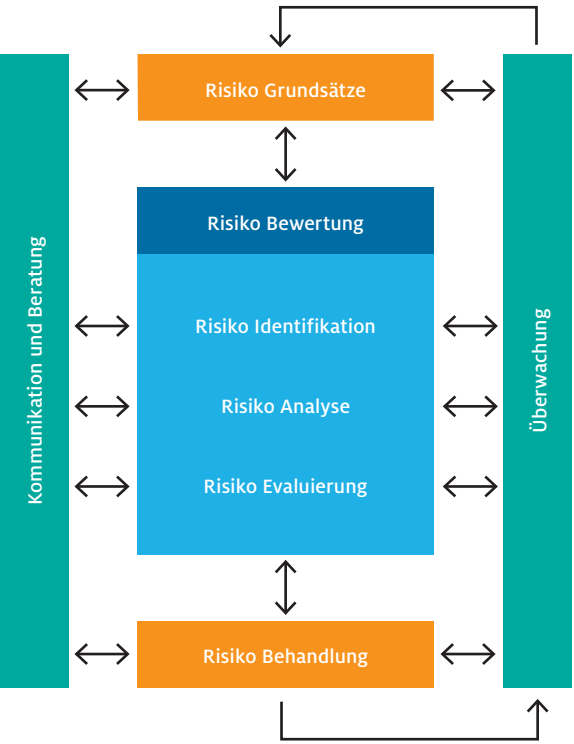 Risiko Grundsätze
Risiko Bewertung
Kommunikation und Beratung
Risiko Identifikation
Risiko Analyse
Risiko Evaluierung
Überwachung
Risiko Behandlung